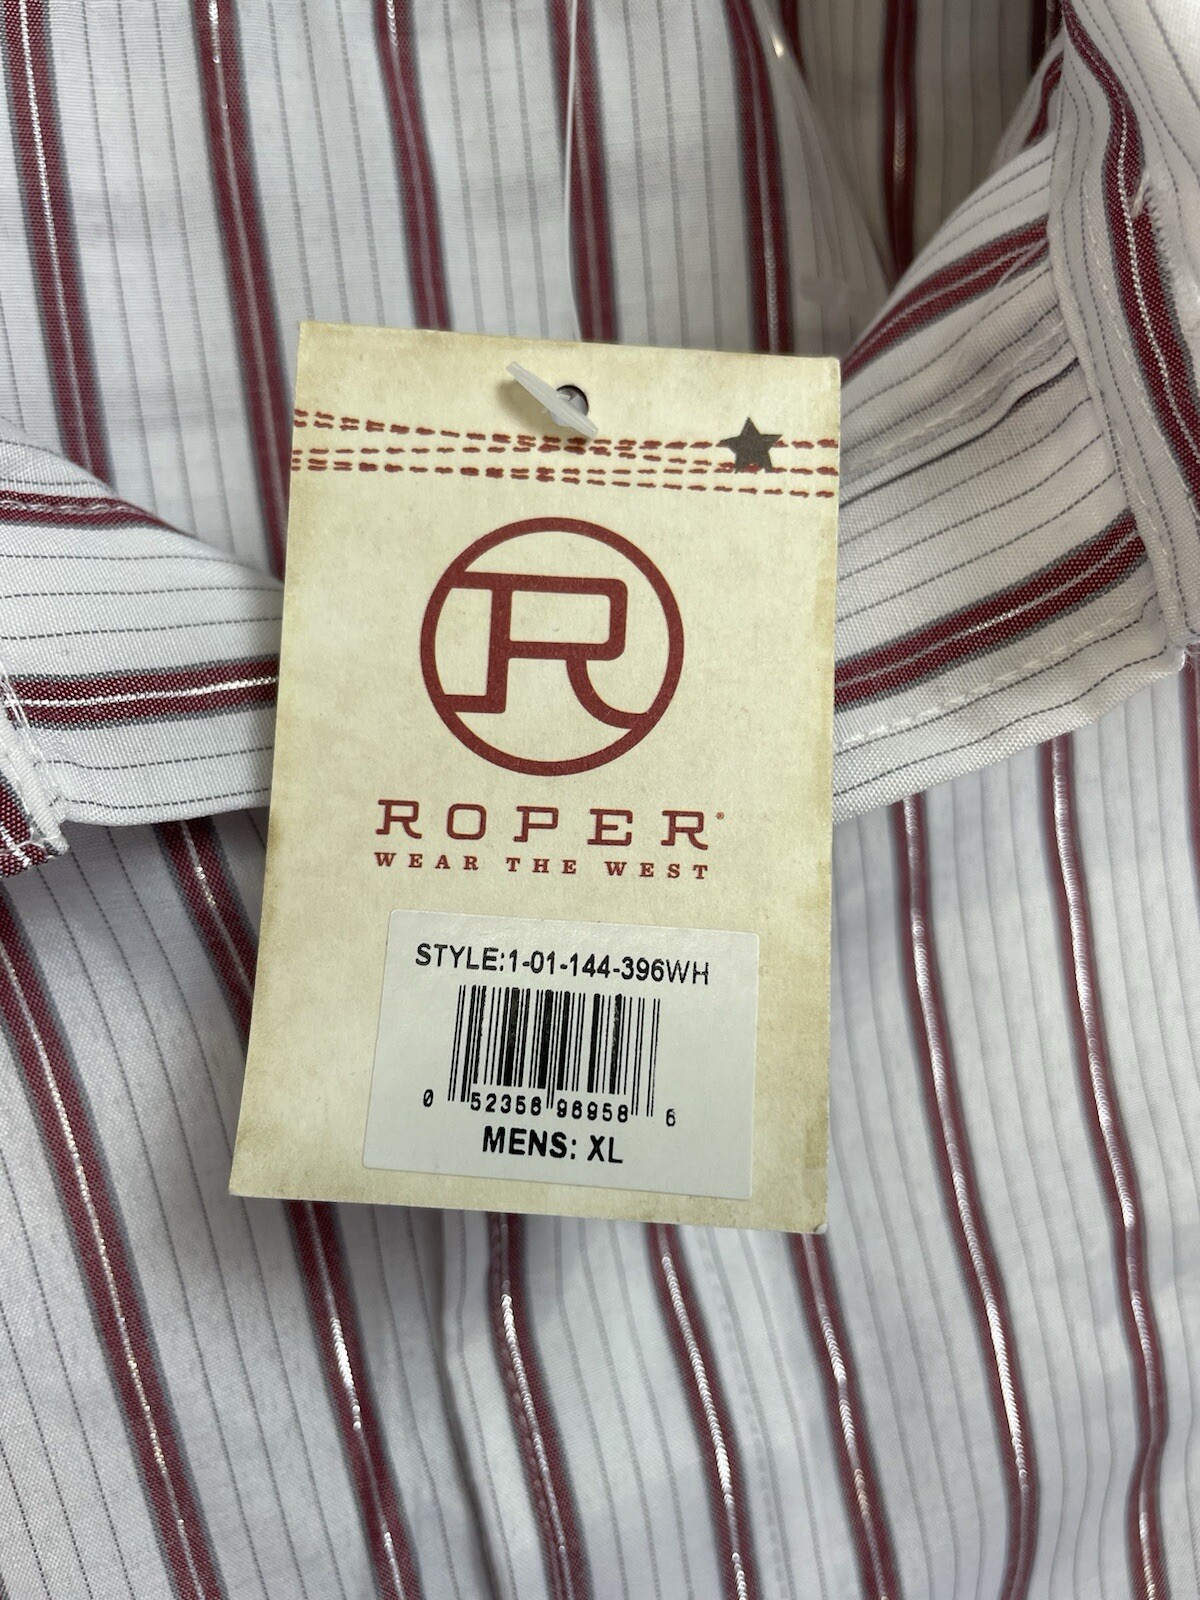 R
ROPER®
WEAR THE WEST
STYLE:1-01-144-396WH
0 52356 96958 6
MENS: XL